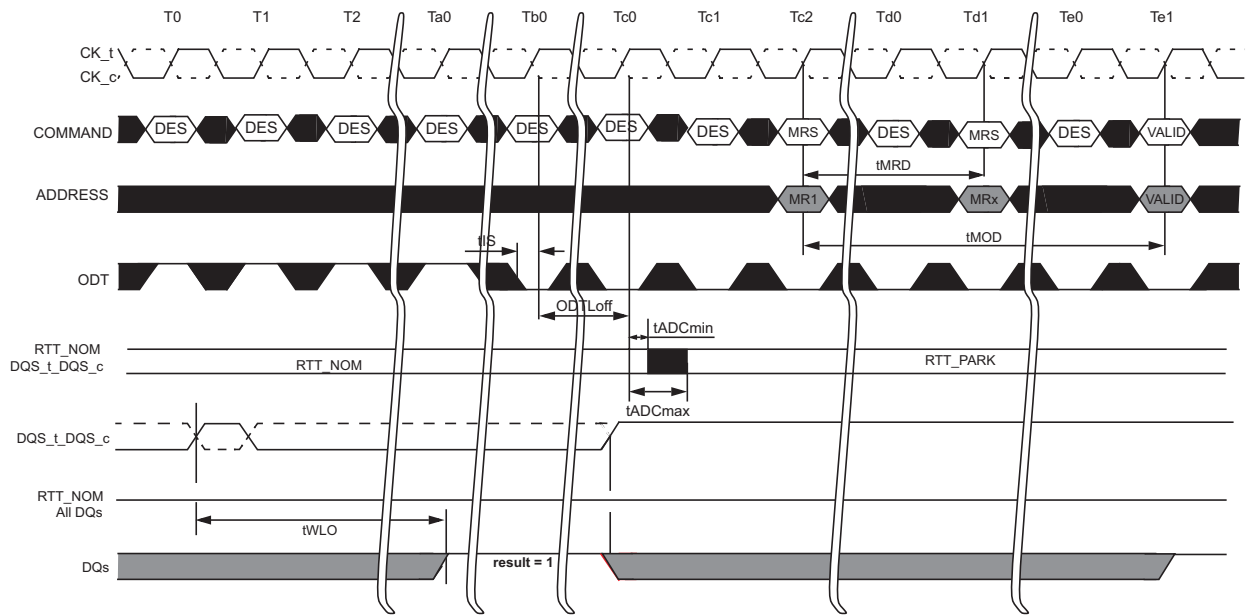 T0 T1 T2 Ta0 Tb0 Tc0 Tc1 Tc2 Td0 Td1 Te0 Te1
CK_t
CK_c
COMMAND DES DES DES DES DES DES DES MRS DES MRS DES VALID
tMRD
ADDRESS MR1 MRx VALID
tIS tMOD
ODT
ODTLoff
tADCmin
RTT_NOM
DQS_t_DQS_c RTT_NOM RTT_PARK
tADCmax
DQS_t_DQS_c
RTT_NOM
All DQs
tWLO
DQs result = 1